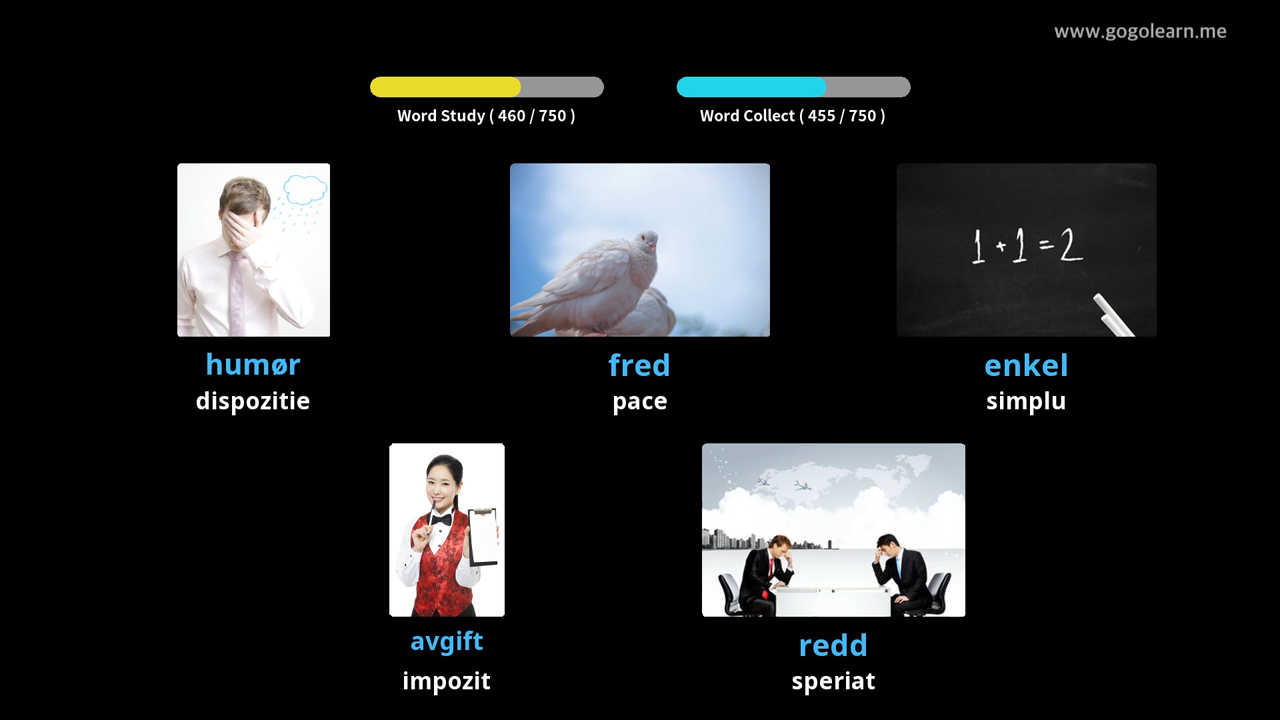 www.gogolearn.me
Word Study ( 460 / 750 )
Word Collect ( 455 / 750 )
1 + 1 = 2
humør
dispozitie
fred
pace
enkel
simplu
avgift
impozit
redd
speriat